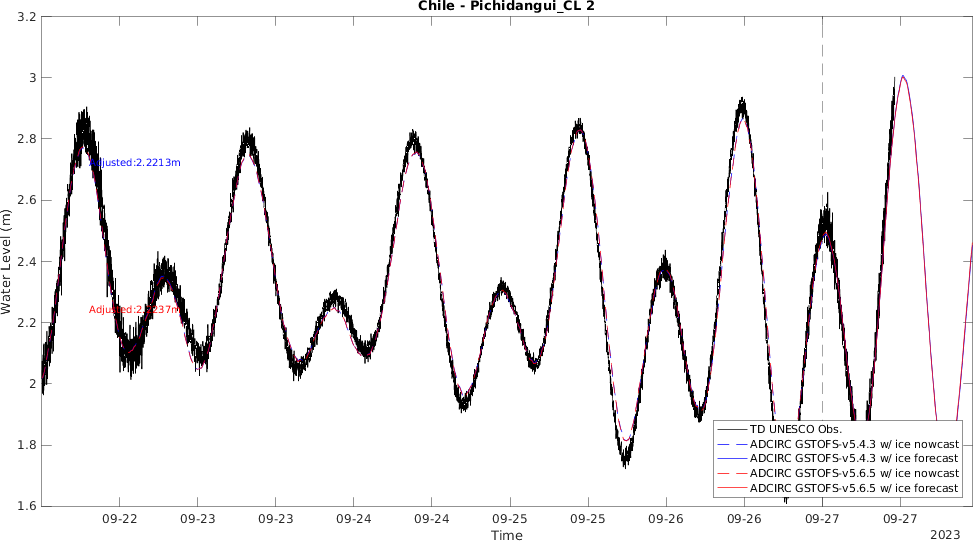 Chile - Pichidangui_CL 2
3.2
3
2.8
2.6
2.4
2.2
2
1.8
1.6
Water Level (m)
Adjusted:2.2213m
Adjusted:2.2237m
TD UNESCO Obs.
ADCIRC GSTOFS-v5.4.3 w/ ice nowcast
ADCIRC GSTOFS-v5.4.3 w/ ice forecast
ADCIRC GSTOFS-v5.6.5 w/ ice nowcast
ADCIRC GSTOFS-v5.6.5 w/ ice forecast
09-22 09-23 09-23 09-24 09-24 09-25 09-25 09-26 09-26 09-27 09-27
Time
2023